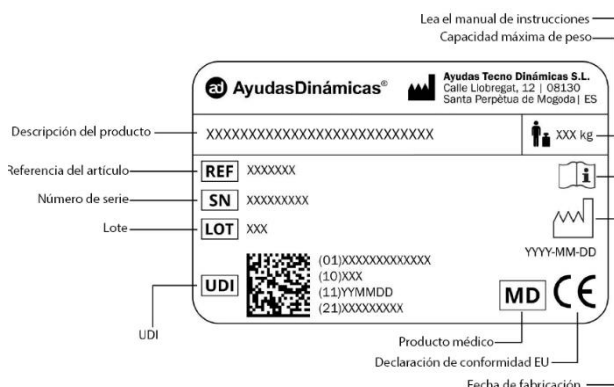 Lea el manual de instrucciones
Capacidad máxima de peso
ad AyudasDinámicas®
Ayudas Tecno Dinámicas S.L.
Calle Llobregat, 12 | 08130
Santa Perpètua de Mogoda| ES
Descripción del producto
XXXXXXXXXXXXXXXXXXXXXXXXXXX
XXX kg
Referencia del artículo
REF XXXXXXX
Número de serie
SN XXXXXXXXX
Lote
LOT XXX
i
YYYY-MM-DD
UDI
(01)XXXXXXXXXXXXX
(10)XXX
(11)YYMMDD
(21)XXXXXXXXX
MD CE
UDI
Producto médico
Declaración de conformidad EU
Fecha de fabricación